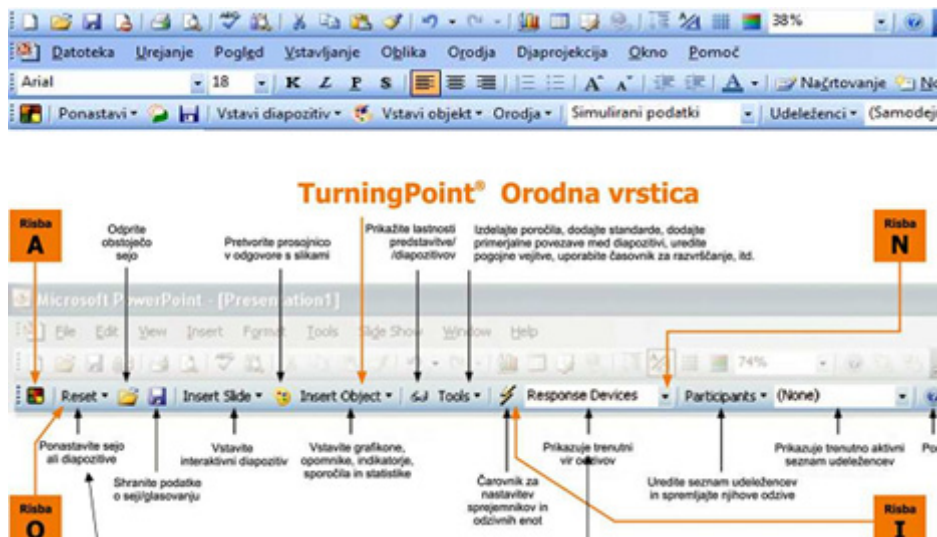 38%
Datoteka Urejanje Pogled Vstavljanje Oblika Orodja Djaprojekcija Okno Pomoč
Arial 18 K L P S A A A Načrtovanje
Ponastavi Vstavi diapozitiv Vstavi objekt Orodja Simulirani podatki Udeleženci
TurningPoint® Orodna vrstica
Risba
A
Odprite
obstoječo
sejo
Pretvorite prosojnico
v odgovore s slikami
Prikažite lastnosti
predstavitve/
/diapozitivov
Izdelajte poročila, dodajte standarde, dodajte
primerjalne povezave med diapozitivi, uredite
pogojne vejitve, uporabite časovnik za razvrščanje, itd.
Risba
N
Microsoft PowerPoint - [Presentation1]
File Edit View Insert Format Tools Slide Show Window Help
74%
Reset Insert Slide Insert Object Tools Response Devices Participants (None)
Ponastavite sejo
ali diapozitive
Shranite podatke
o seji/glasovanju
Vstavite
interaktivni diapozitiv
Vstavite grafikone,
opomnike, indikatorje,
sporočila in statistike
Čarovnik za
nastavitev
sprejemnikov in
odzivnih enot
Prikazuje trenutni
vir odzivov
Uredite seznam udeležencev
in spremljajte njihove odzive
Prikazuje trenutno aktivni
seznam udeležencev
Risba
O
Risba
I